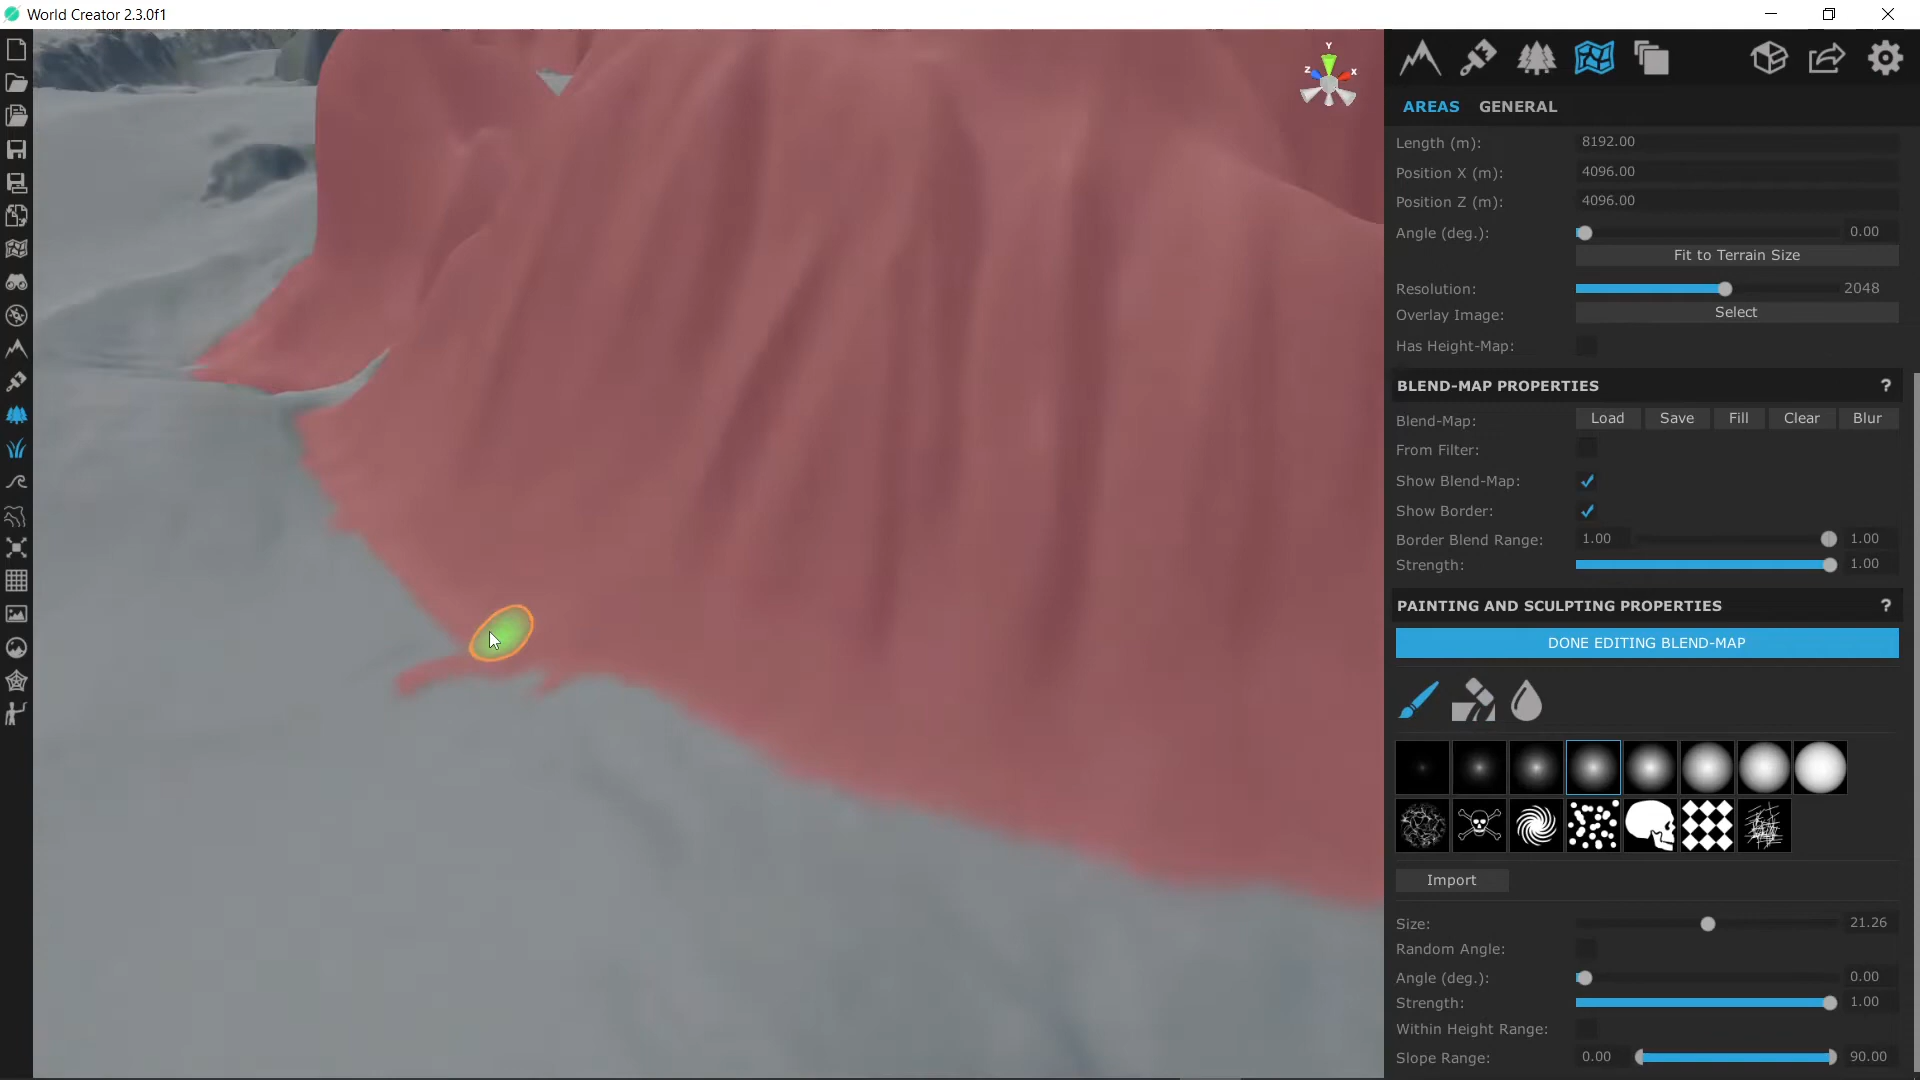 World Creator 2.3.0f1
Y
Z
X
AREAS GENERAL
Length (m): 8192.00
Position X (m): 4096.00
Position Z (m): 4096.00
Angle (deg.): 0.00
Fit to Terrain Size
Resolution: 2048
Overlay Image: Select
Has Height-Map:
BLEND-MAP PROPERTIES ?
Blend-Map: Load Save Fill Clear Blur
From Filter:
Show Blend-Map:
Show Border:
Border Blend Range: 1.00 1.00
Strength: 1.00
PAINTING AND SCULPTING PROPERTIES ?
DONE EDITING BLEND-MAP
Import
Size: 21.26
Random Angle:
Angle (deg.): 0.00
Strength: 1.00
Within Height Range:
Slope Range: 0.00 90.00